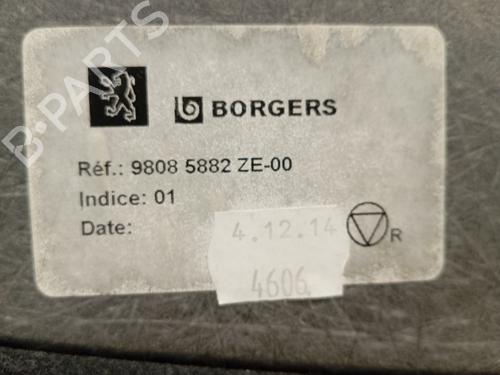 BORGERS
Réf.: 9808 5882 ZE-00
Indice: 01
Date: 4.12.14
R
4606
B-PARTS